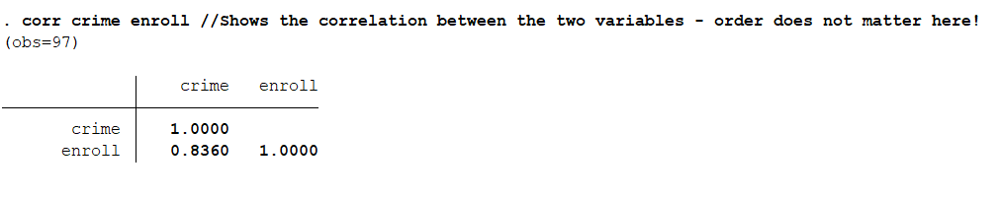 . corr crime enroll //Shows the correlation between the two variables - order does not matter here!
(obs=97)
crime enroll
crime 1.0000
enroll 0.8360 1.0000